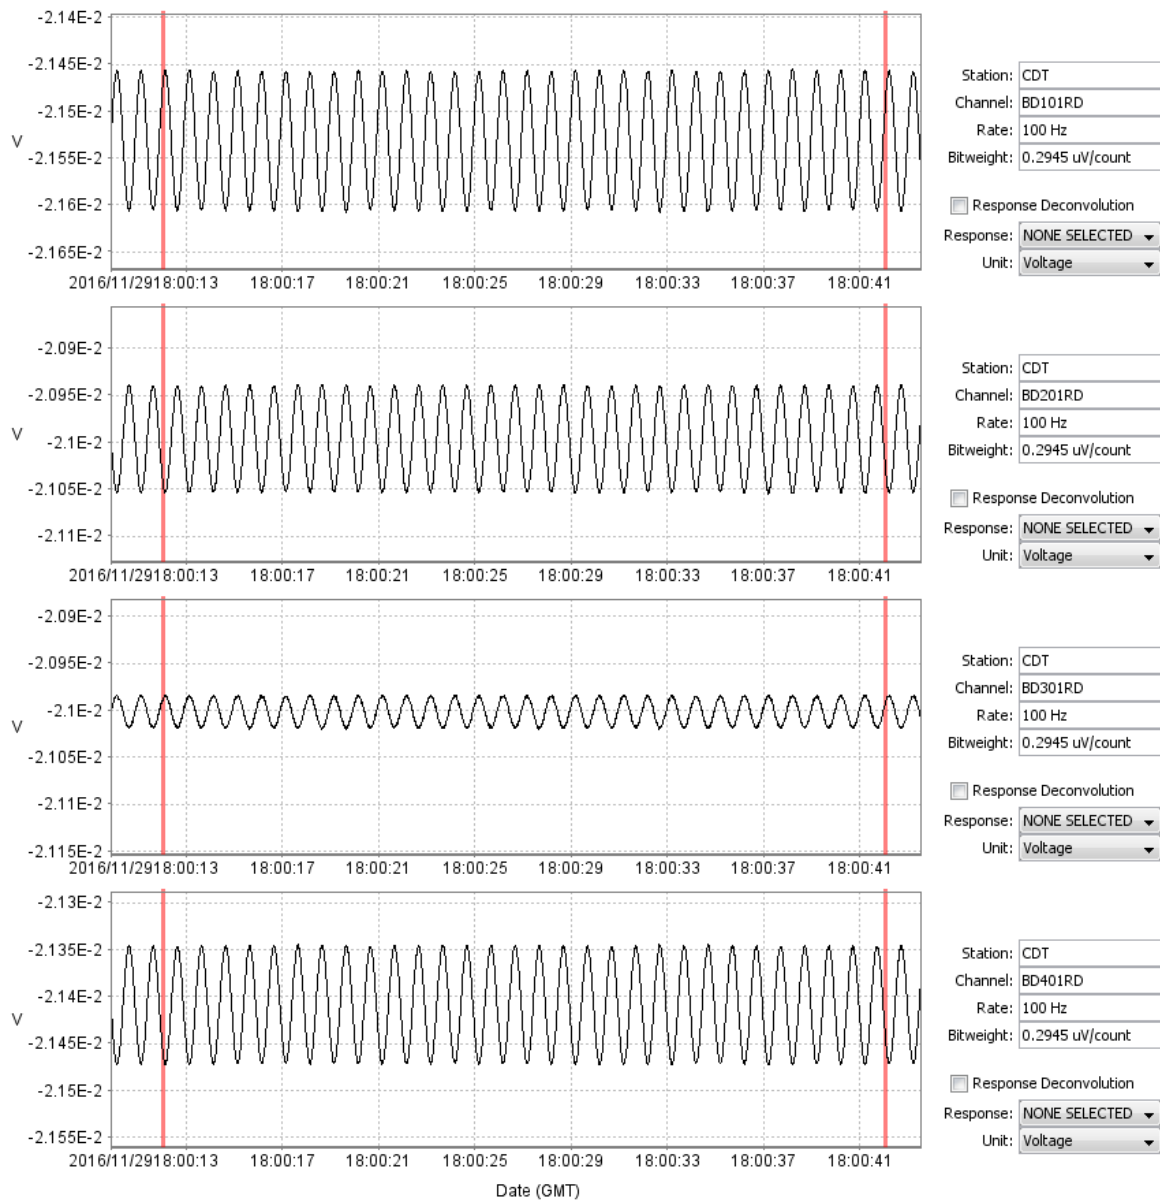 -2.14E-2
-2.145E-2
-2.15E-2
V
-2.155E-2
-2.16E-2
-2.165E-2
2016/11/2918:00:13 18:00:17 18:00:21 18:00:25 18:00:29 18:00:33 18:00:37 18:00:41
Station: CDT
Channel: BD101RD
Rate: 100 Hz
Bitweight: 0.2945 uV/count
Response Deconvolution
Response: NONE SELECTED
Unit: Voltage
-2.09E-2
-2.095E-2
V
-2.1E-2
-2.105E-2
-2.11E-2
2016/11/2918:00:13 18:00:17 18:00:21 18:00:25 18:00:29 18:00:33 18:00:37 18:00:41
Station: CDT
Channel: BD201RD
Rate: 100 Hz
Bitweight: 0.2945 uV/count
Response Deconvolution
Response: NONE SELECTED
Unit: Voltage
-2.09E-2
-2.095E-2
-2.1E-2
V
-2.105E-2
-2.11E-2
-2.115E-2
2016/11/2918:00:13 18:00:17 18:00:21 18:00:25 18:00:29 18:00:33 18:00:37 18:00:41
Station: CDT
Channel: BD301RD
Rate: 100 Hz
Bitweight: 0.2945 uV/count
Response Deconvolution
Response: NONE SELECTED
Unit: Voltage
-2.13E-2
-2.135E-2
-2.14E-2
V
-2.145E-2
-2.15E-2
-2.155E-2
2016/11/2918:00:13 18:00:17 18:00:21 18:00:25 18:00:29 18:00:33 18:00:37 18:00:41
Date (GMT)
Station: CDT
Channel: BD401RD
Rate: 100 Hz
Bitweight: 0.2945 uV/count
Response Deconvolution
Response: NONE SELECTED
Unit: Voltage